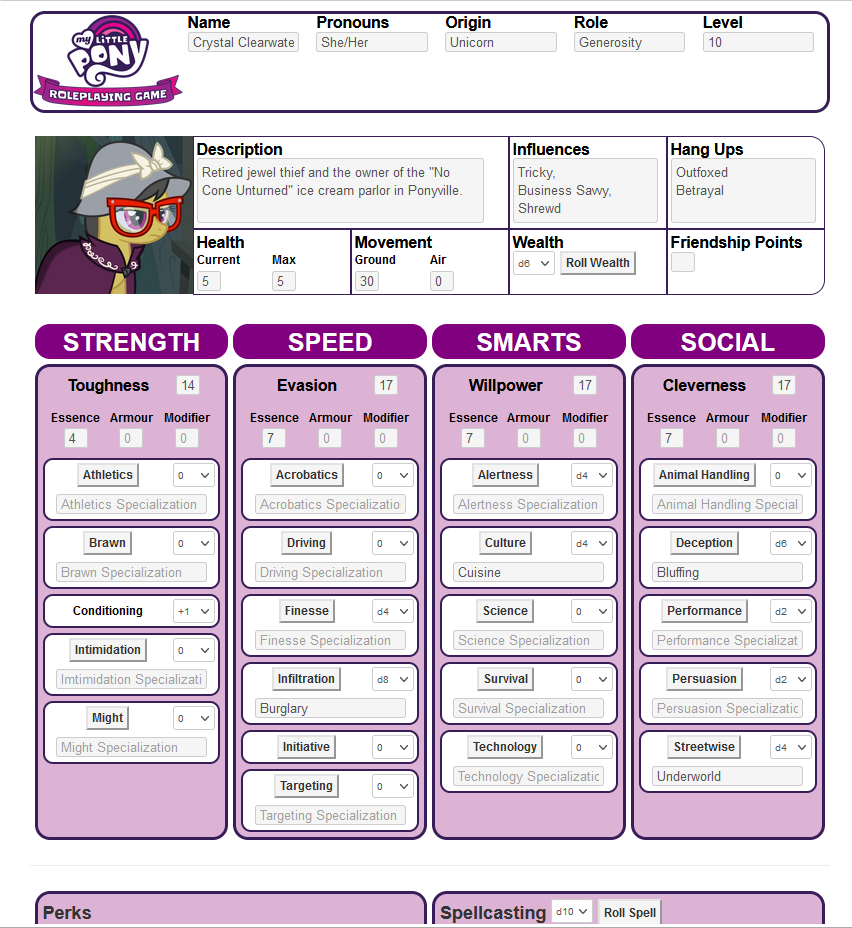 MY LITTLE PONY
ROLEPLAYING GAME
Name Pronouns Origin Role Level
Crystal Clearwate She/Her Unicorn Generosity 10
Description
Retired jewel thief and the owner of the "No
Cone Unturned" ice cream parlor in Ponyville.
Influences
Tricky,
Business Savvy,
Shrewd
Hang Ups
Outfoxed
Betrayal
Health
Current Max
5 5
Movement
Ground Air
30 0
Wealth
d6 Roll Wealth
Friendship Points
STRENGTH
Toughness 14
Essence Armour Modifier
4 0 0
Athletics 0
Athletics Specialization
Brawn 0
Brawn Specialization
Conditioning +1
Intimidation 0
Imtimidation Specializati
Might 0
Might Specialization
SPEED
Evasion 17
Essence Armour Modifier
7 0 0
Acrobatics 0
Acrobatics Specializatio
Driving 0
Driving Specialization
Finesse d4
Finesse Specialization
Infiltration d8
Burglary
Initiative 0
Targeting 0
Targeting Specialization
SMARTS
Willpower 17
Essence Armour Modifier
7 0 0
Alertness d4
Alertness Specialization
Culture d4
Cuisine
Science 0
Science Specialization
Survival 0
Survival Specialization
Technology 0
Technology Specializatic
SOCIAL
Cleverness 17
Essence Armour Modifier
7 0 0
Animal Handling 0
Animal Handling Special
Deception d6
Bluffing
Performance d2
Performance Specializat
Persuasion d2
Persuasion Specializatic
Streetwise d4
Underworld
Perks
Spellcasting d10 Roll Spell